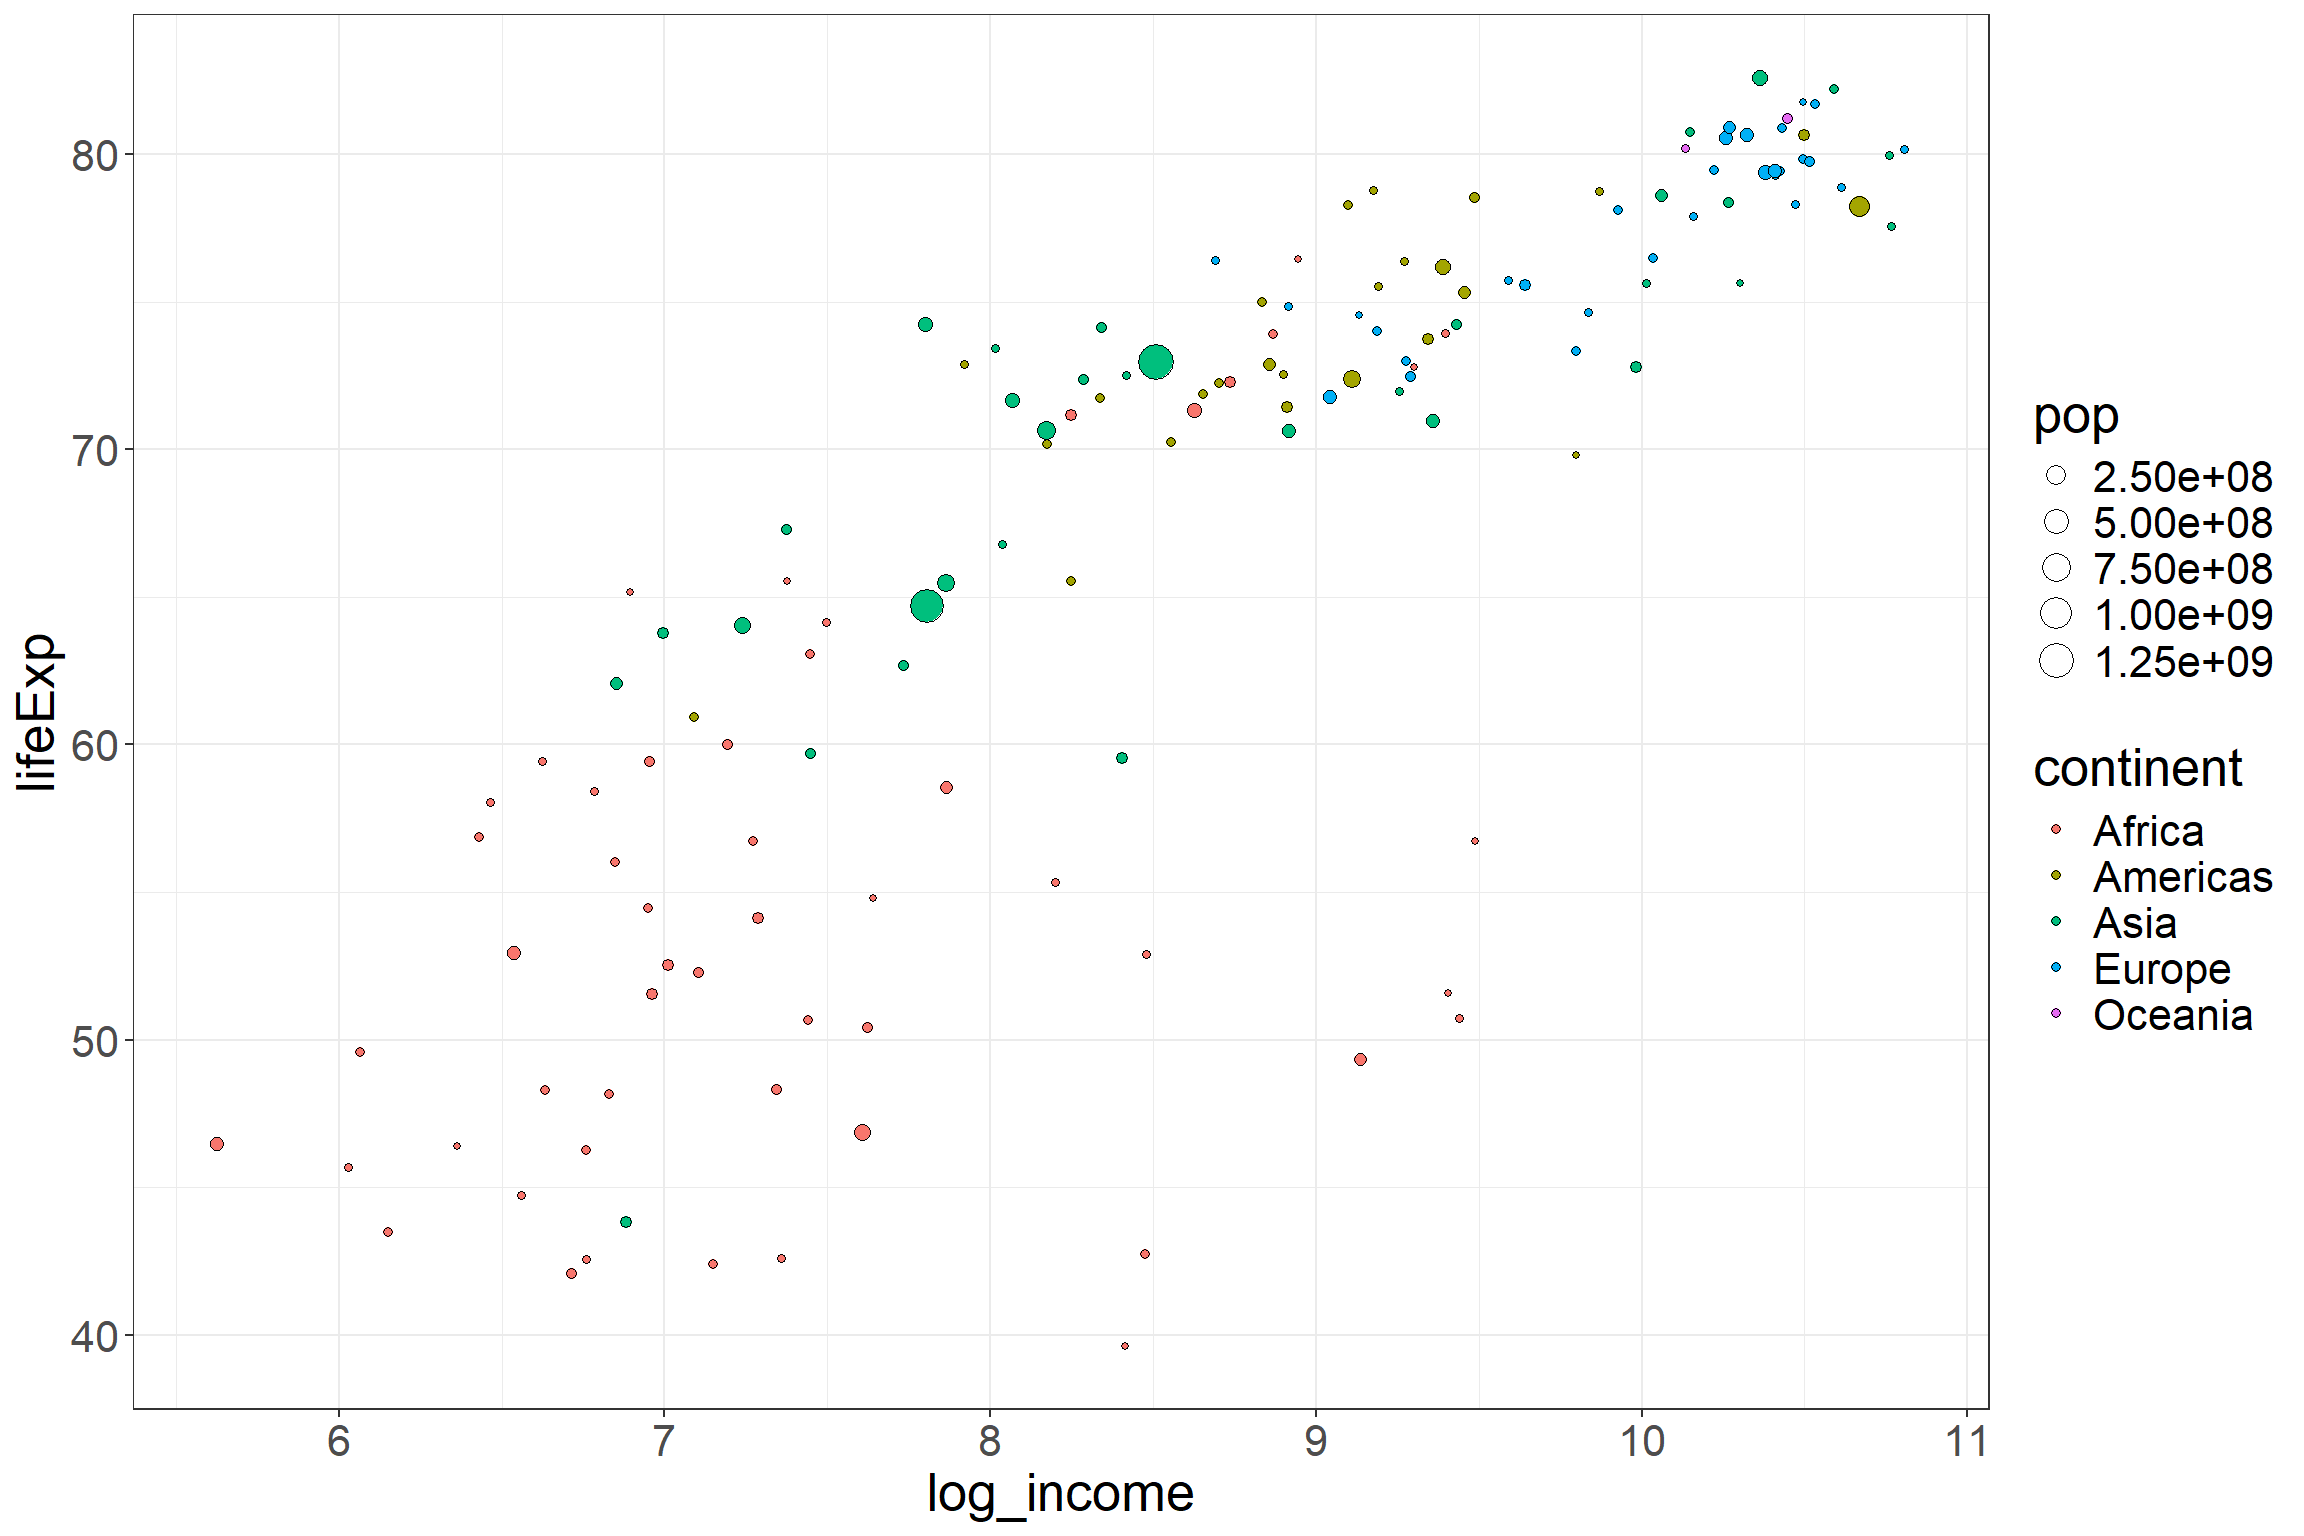 80
70
60
50
40
lifeExp
6 7 8 9 10 11
log_income
pop
2.50e+08
5.00e+08
7.50e+08
1.00e+09
1.25e+09
continent
Africa
Americas
Asia
Europe
Oceania